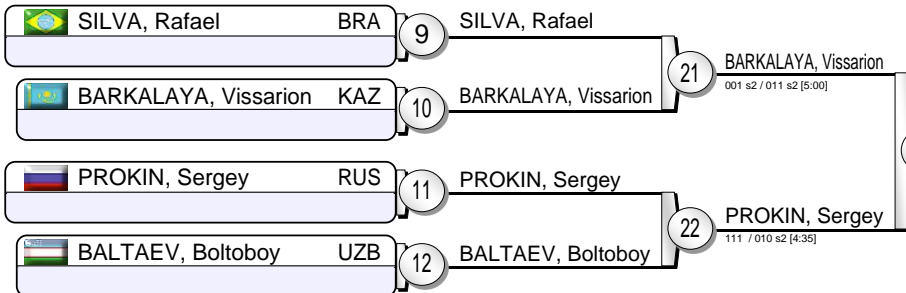 SILVA, Rafael BRA
9
SILVA, Rafael
BARKALAYA, Vissarion KAZ
10
BARKALAYA, Vissarion
21
BARKALAYA, Vissarion
001 s2 / 011 s2 [5:00]
PROKIN, Sergey RUS
11
PROKIN, Sergey
BALTAEV, Boltoboy UZB
12
BALTAEV, Boltoboy
22
PROKIN, Sergey
111 / 010 s2 [4:35]